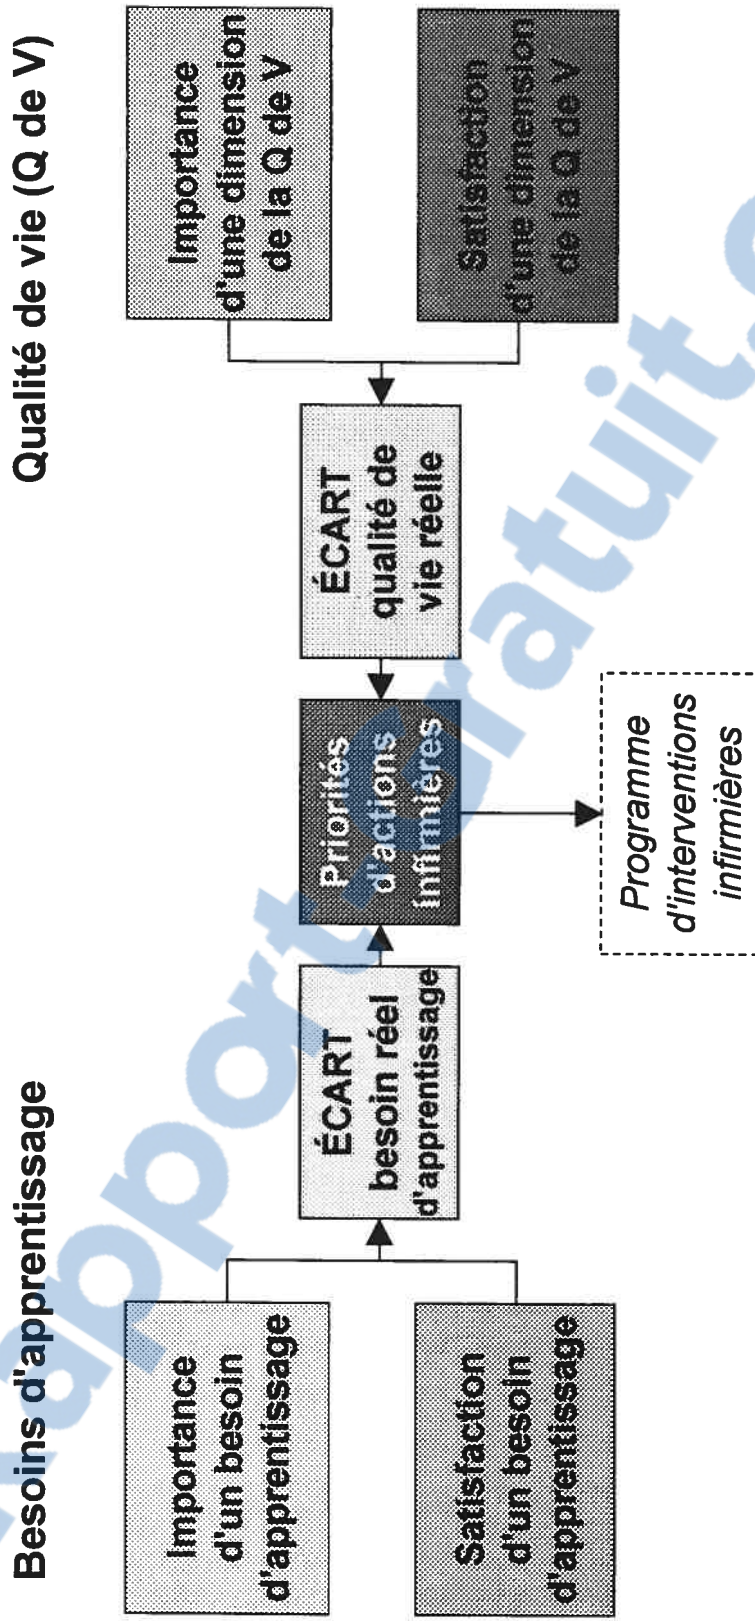 Besoins d'apprentissage
Qualité de vie (Q de V)
Importance
d'un besoin
d'apprentissage
Satisfaction
d'un besoin
d'apprentissage
ÉCART
besoin réel
d'apprentissage
Priorités
d'actions
infirmières
ÉCART
qualité de
vie réelle
Importance
d'une dimension
de la Q de V
Satisfaction
d'une dimension
de la Q de V
Programme
d'interventions
infirmières